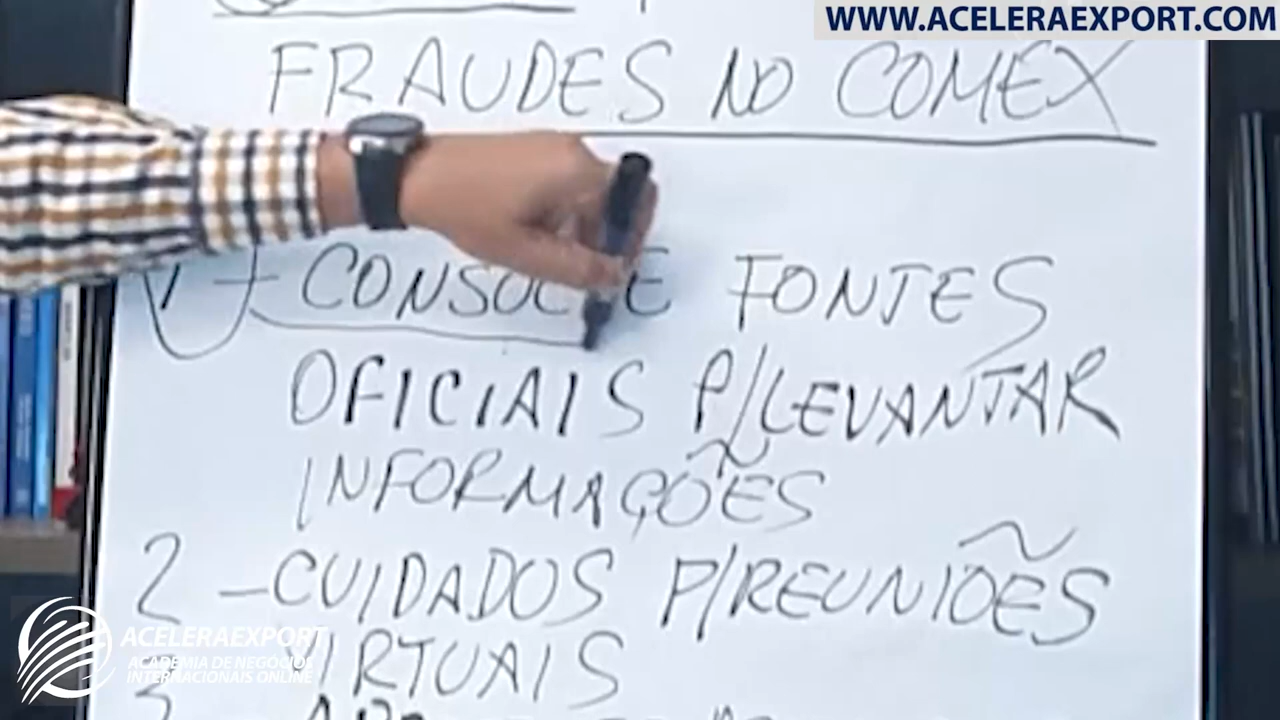 WWW.ACELERAEXPORT.COM
FRAUDES NO COMEX
1 - CONSULTE FONTES
OFICIAIS P/LEVANTAR
INFORMAÇÕES
2 - CUIDADOS P/REUNIÕES
VIRTUAIS
3
ACELERAEXPORT
ACADEMIA DE NEGÓCIOS
INTERNACIONAIS ONLINE